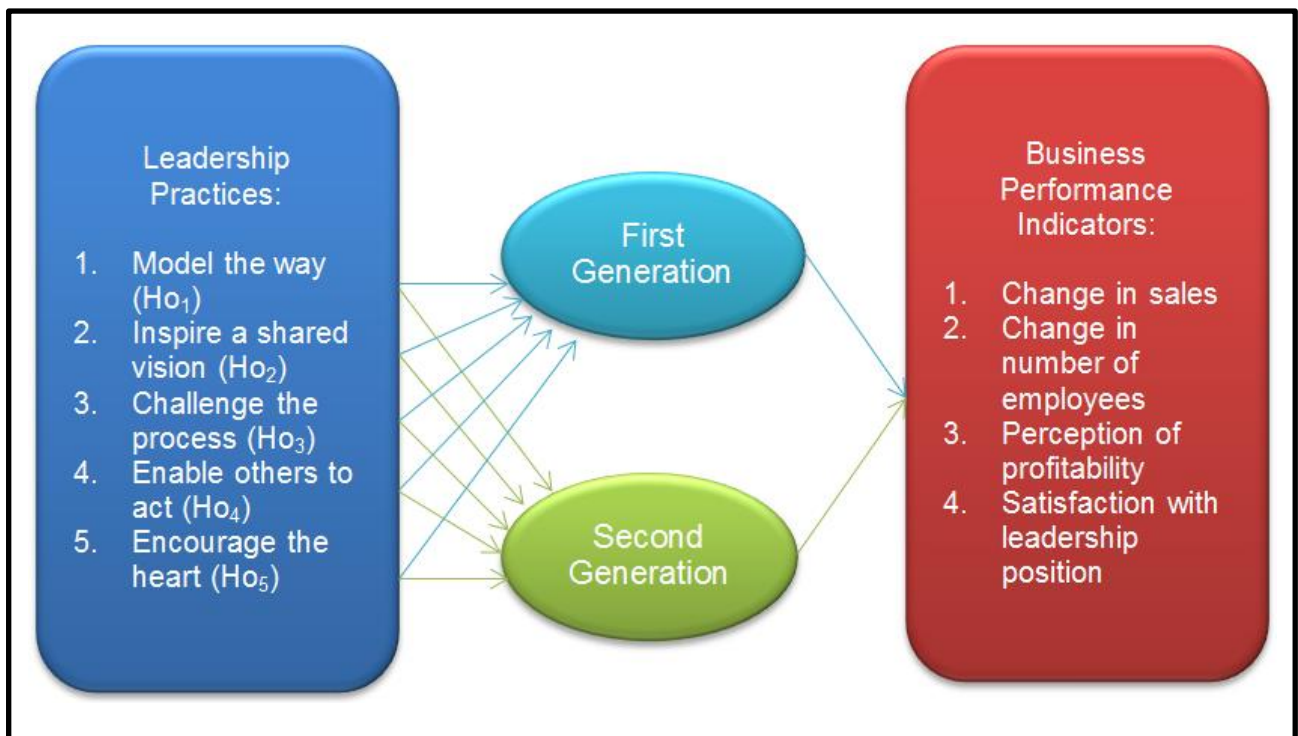 Leadership
Practices:
1. Model the way
(Ho₁)
2. Inspire a shared
vision (Ho₂)
3. Challenge the
process (Ho₃)
4. Enable others to
act (Ho₄)
5. Encourage the
heart (Ho₅)
First
Generation
Second
Generation
Business
Performance
Indicators:
1. Change in sales
2. Change in
number of
employees
3. Perception of
profitability
4. Satisfaction with
leadership
position